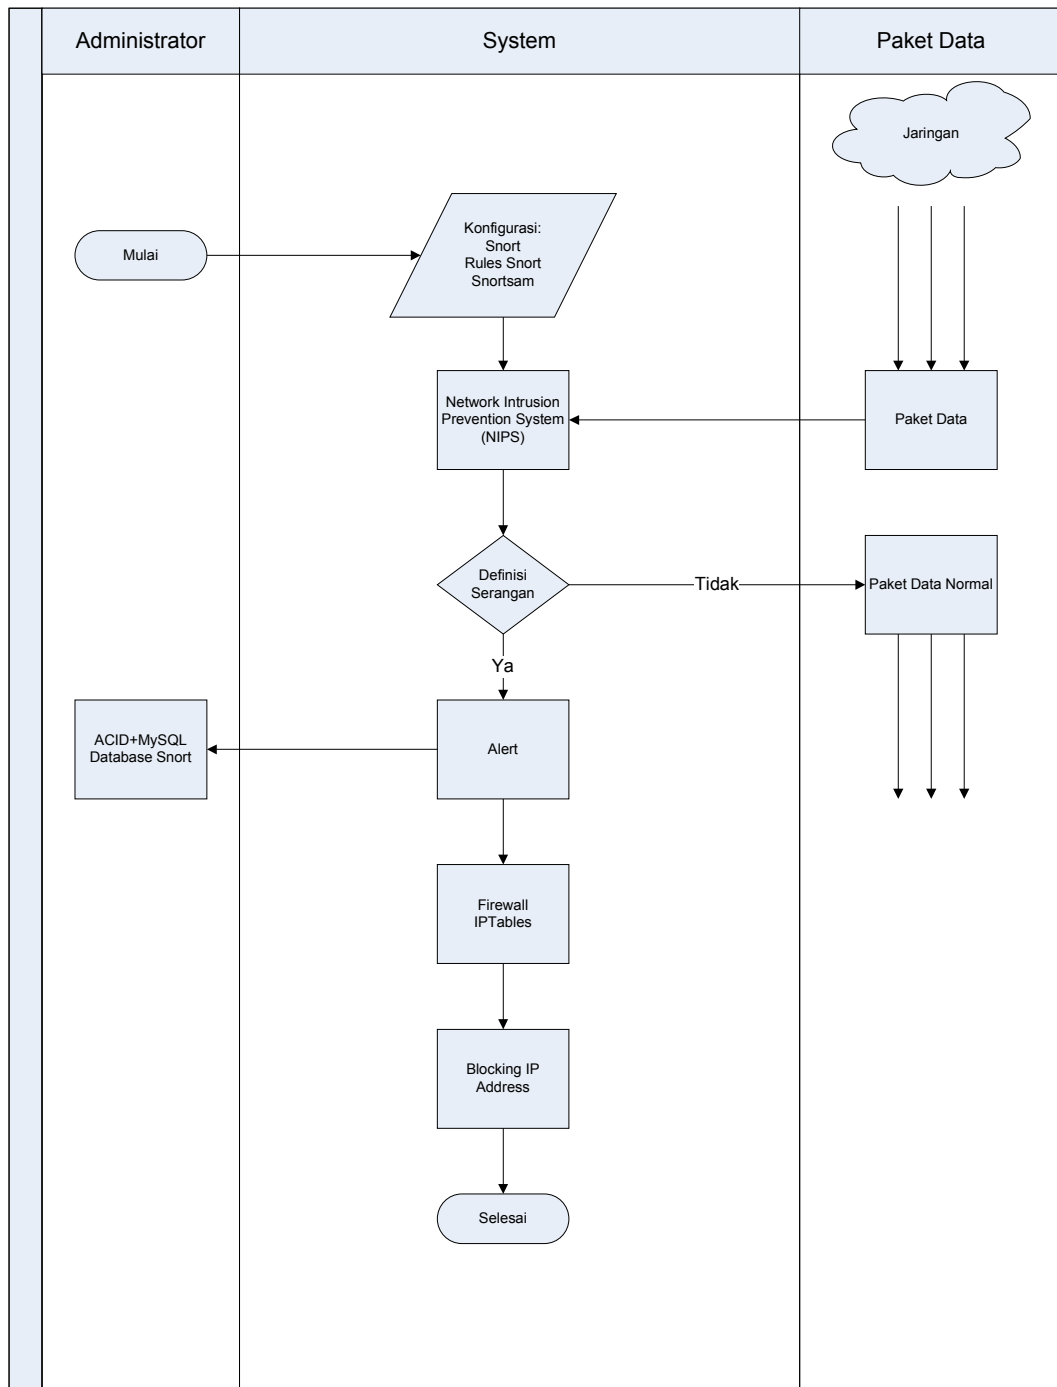 Administrator
System
Paket Data
Jaringan
Mulai
Konfigurasi:
Snort
Rules Snort
Snortsam
Network Intrusion
Prevention System
(NIPS)
Paket Data
Definisi
Serangan
Tidak
Paket Data Normal
Ya
ACID+MySQL
Database Snort
Alert
Firewall
IPTables
Blocking IP
Address
Selesai